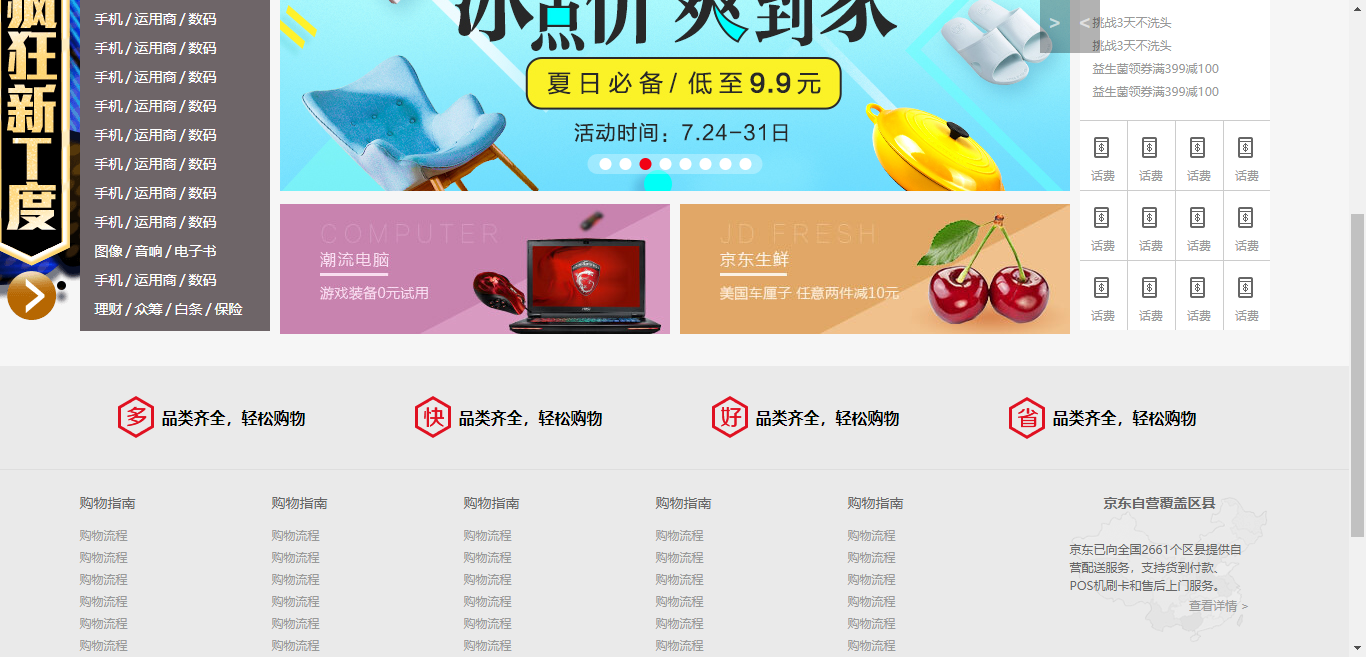 疯狂新丁度
手机 / 运用商 / 数码
手机 / 运用商 / 数码
手机 / 运用商 / 数码
手机 / 运用商 / 数码
手机 / 运用商 / 数码
手机 / 运用商 / 数码
手机 / 运用商 / 数码
手机 / 运用商 / 数码
图像 / 音响 / 电子书
手机 / 运用商 / 数码
理财 / 众筹 / 白条 / 保险
冰点价 爽到家
夏日必备/ 低至9.9元
活动时间：7.24-31日
>
<
COMPUTER
潮流电脑
游戏装备0元试用
JD FRESH
京东生鲜
美国车厘子 任意两件减10元
挑战3天不洗头
挑战3天不洗头
益生菌领券满399减100
益生菌领券满399减100
话费 话费 话费 话费
话费 话费 话费 话费
话费 话费 话费 话费
多 品类齐全，轻松购物
快 品类齐全，轻松购物
好 品类齐全，轻松购物
省 品类齐全，轻松购物
购物指南
购物流程
购物流程
购物流程
购物流程
购物流程
购物流程
购物指南
购物流程
购物流程
购物流程
购物流程
购物流程
购物流程
购物指南
购物流程
购物流程
购物流程
购物流程
购物流程
购物流程
购物指南
购物流程
购物流程
购物流程
购物流程
购物流程
购物流程
购物指南
购物流程
购物流程
购物流程
购物流程
购物流程
购物流程
京东自营覆盖区县
京东已向全国2661个区县提供自
营配送服务，支持货到付款、
POS机刷卡和售后上门服务。
查看详情 >